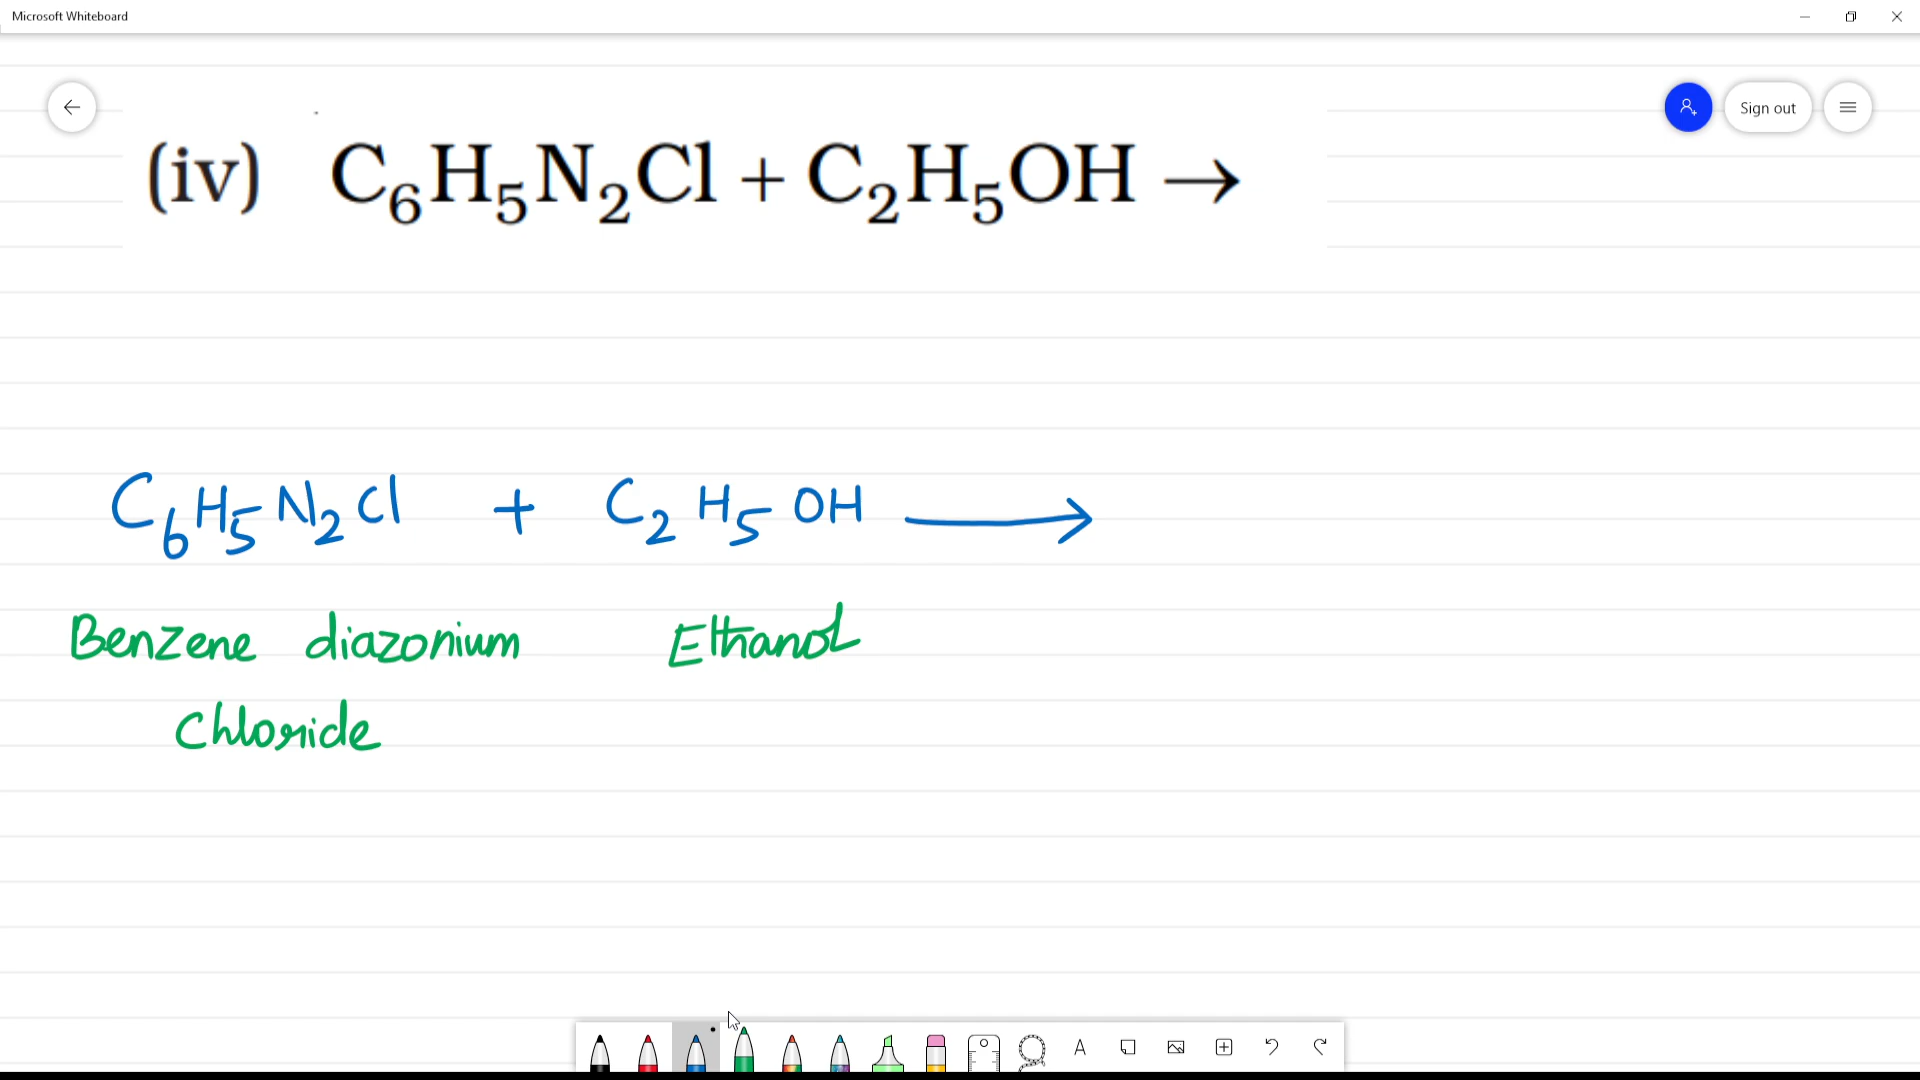 Microsoft Whiteboard
Sign out
(iv) C₆H₅N₂Cl + C₂H₅OH →
C₆H₅N₂Cl + C₂H₅OH ⟶
Benzene diazonium Ethanol
Chloride
A